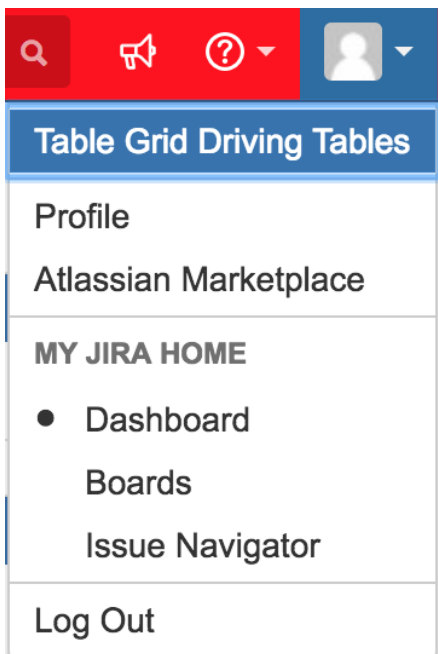 Table Grid Driving Tables
Profile
Atlassian Marketplace
MY JIRA HOME
Dashboard
Boards
Issue Navigator
Log Out